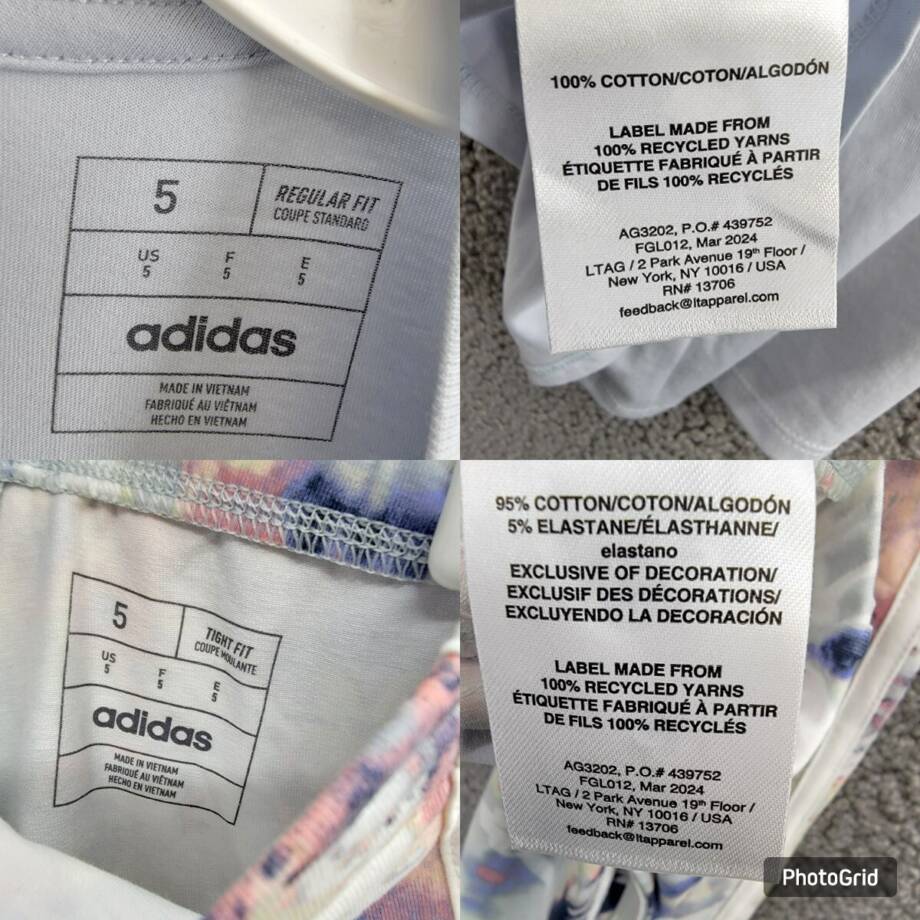 5
REGULAR FIT
COUPE STANDARD
US F E
5 5 5
adidas
MADE IN VIETNAM
FABRIQUÉ AU VIÊTNAM
HECHO EN VIETNAM
100% COTTON/COTON/ALGODÓN
LABEL MADE FROM
100% RECYCLED YARNS
ÉTIQUETTE FABRIQUÉ À PARTIR
DE FILS 100% RECYCLÉS
AG3202, P.O.# 439752
FGL012, Mar 2024
LTAG / 2 Park Avenue 19th Floor /
New York, NY 10016 / USA
RN# 13706
feedback@ltapparel.com
5
TIGHT FIT
COUPE MOULANTE
US F E
5 5 5
adidas
MADE IN VIETNAM
FABRIQUÉ AU VIÊTNAM
HECHO EN VIETNAM
95% COTTON/COTON/ALGODÓN
5% ELASTANE/ÉLASTHANNE/
elastano
EXCLUSIVE OF DECORATION/
EXCLUSIF DES DÉCORATIONS/
EXCLUYENDO LA DECORACIÓN
LABEL MADE FROM
100% RECYCLED YARNS
ÉTIQUETTE FABRIQUÉ À PARTIR
DE FILS 100% RECYCLÉS
AG3202, P.O.# 439752
FGL012, Mar 2024
LTAG / 2 Park Avenue 19th Floor /
New York, NY 10016 / USA
RN# 13706
feedback@ltapparel.com
PhotoGrid